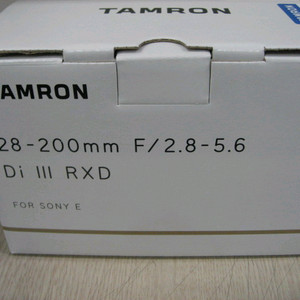 TAMRON
TAMRON
28-200mm F/2.8-5.6
Di III RXD
FOR SONY E